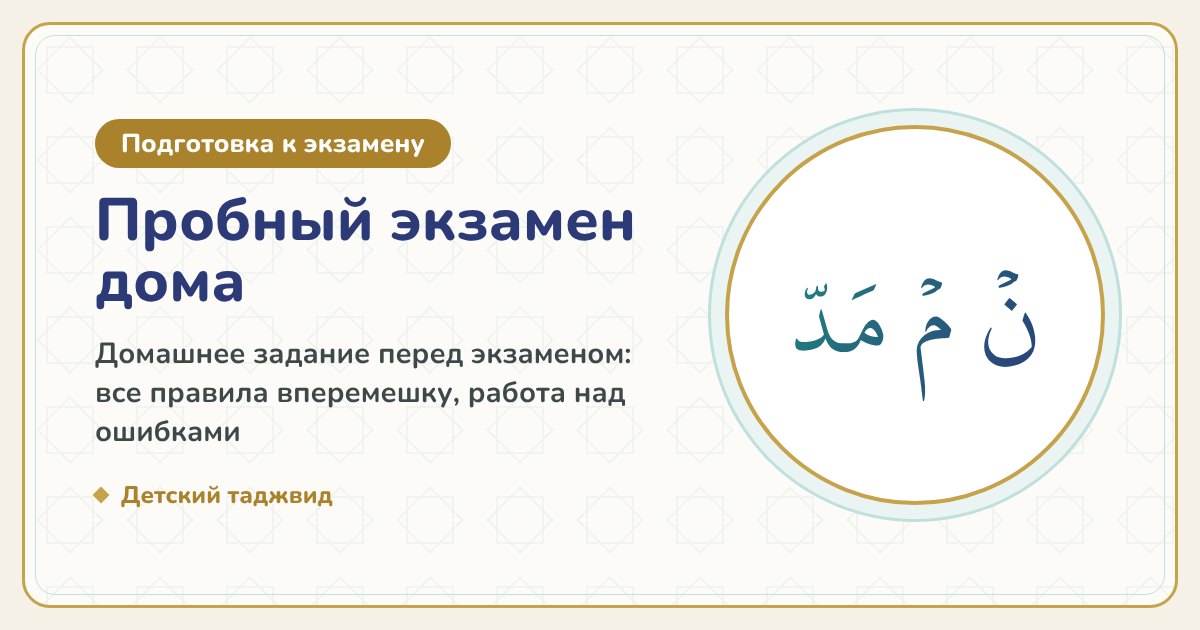 Подготовка к экзамену
Пробный экзамен
дома
Домашнее задание перед экзаменом:
все правила вперемешку, работа над
ошибками
Детский таджвид
نۡ مۡ مَدّ